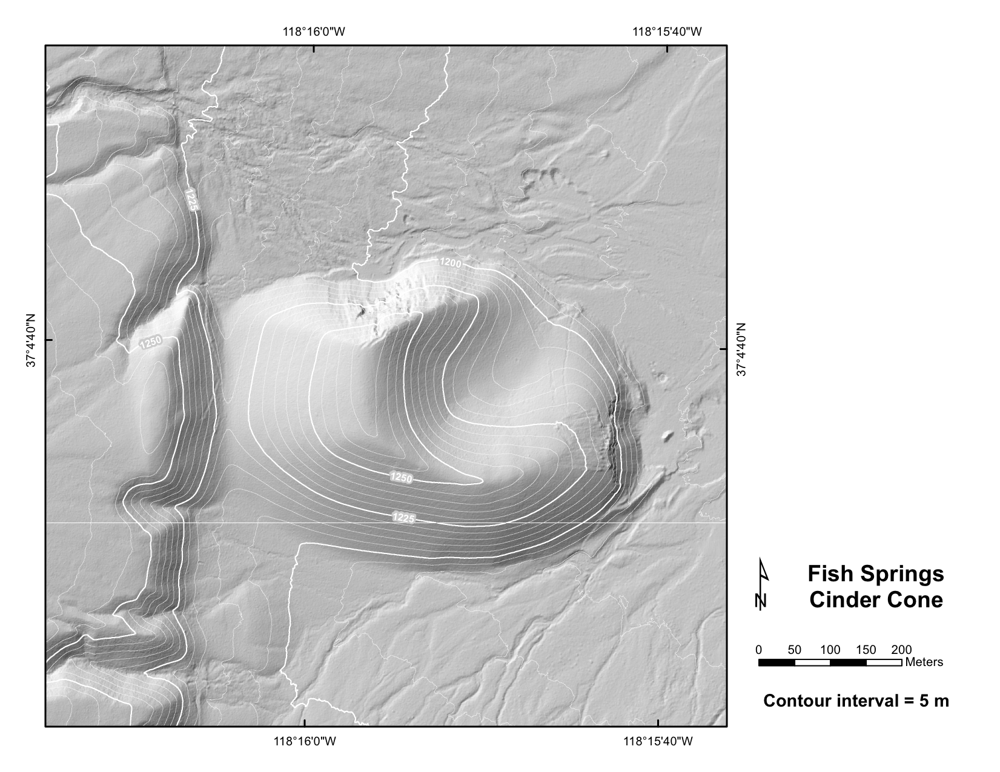 118°16'0"W
118°15'40"W
1225
1200
37°4'40"N
37°4'40"N
1250
1250
1225
N
Fish Springs
Cinder Cone
0 50 100 150 200
Meters
Contour interval = 5 m
118°16'0"W
118°15'40"W